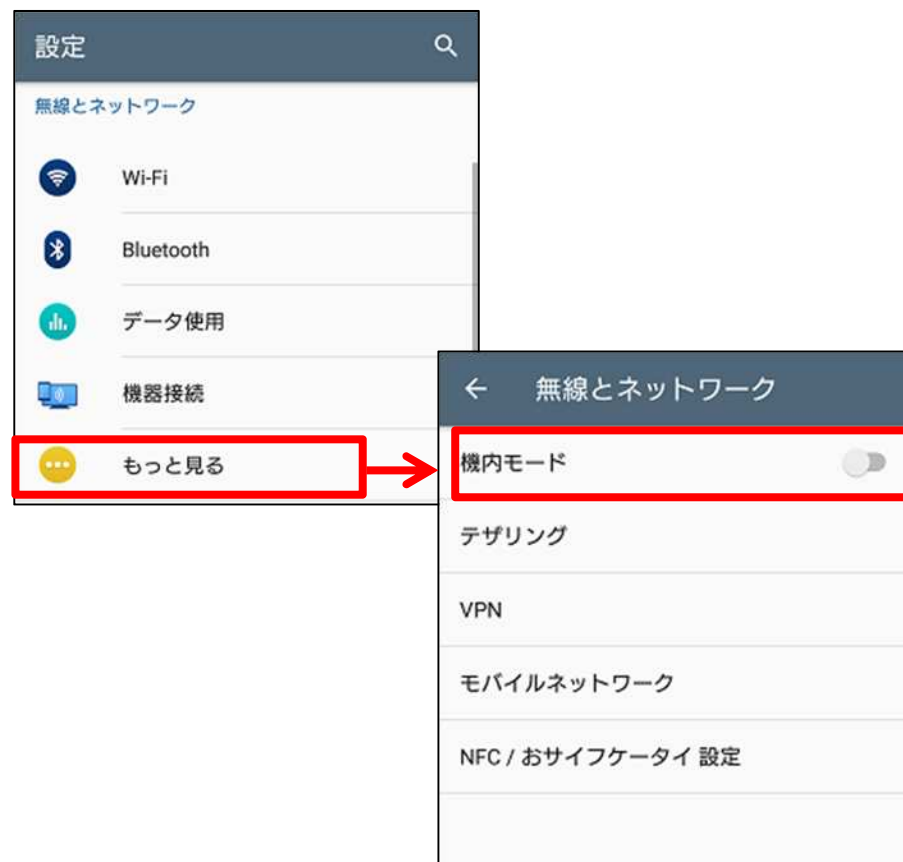 設定
無線とネットワーク
Wi-Fi
Bluetooth
データ使用
機器接続
もっと見る
無線とネットワーク
機内モード
テザリング
VPN
モバイルネットワーク
NFC / おサイフケータイ 設定